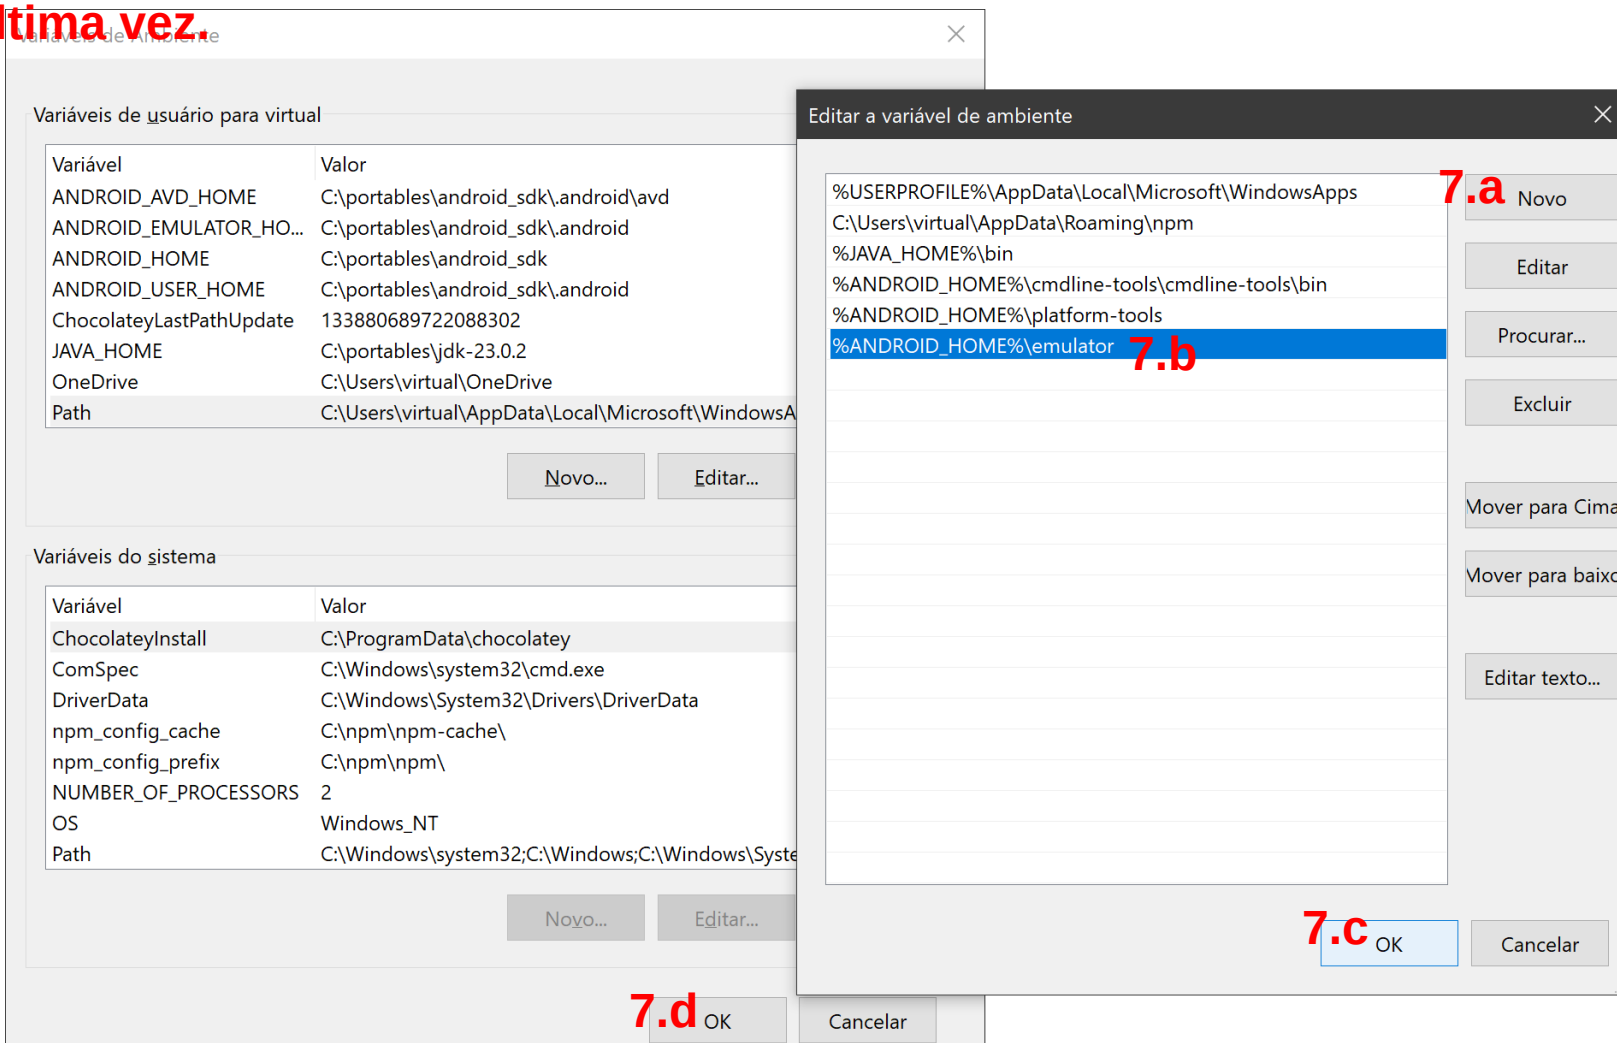 ltima vez.
Variáveis de Ambiente
Variáveis de usuário para virtual
Variável Valor
ANDROID_AVD_HOME C:\portables\android_sdk\.android\avd
ANDROID_EMULATOR_HO... C:\portables\android_sdk\.android
ANDROID_HOME C:\portables\android_sdk
ANDROID_USER_HOME C:\portables\android_sdk\.android
ChocolateyLastPathUpdate 133880689722088302
JAVA_HOME C:\portables\jdk-23.0.2
OneDrive C:\Users\virtual\OneDrive
Path C:\Users\virtual\AppData\Local\Microsoft\WindowsA
Novo... Editar...
Variáveis do sistema
Variável Valor
ChocolateyInstall C:\ProgramData\chocolatey
ComSpec C:\Windows\system32\cmd.exe
DriverData C:\Windows\System32\Drivers\DriverData
npm_config_cache C:\npm\npm-cache\
npm_config_prefix C:\npm\npm\
NUMBER_OF_PROCESSORS 2
OS Windows_NT
Path C:\Windows\system32;C:\Windows;C:\Windows\Syste
Novo... Editar...
7.d OK Cancelar
Editar a variável de ambiente
%USERPROFILE%\AppData\Local\Microsoft\WindowsApps
C:\Users\virtual\AppData\Roaming\npm
%JAVA_HOME%\bin
%ANDROID_HOME%\cmdline-tools\cmdline-tools\bin
%ANDROID_HOME%\platform-tools
%ANDROID_HOME%\emulator 7.b
7.a Novo
Editar
Procurar...
Excluir
Mover para Cima
Mover para baixo
Editar texto...
7.c OK Cancelar